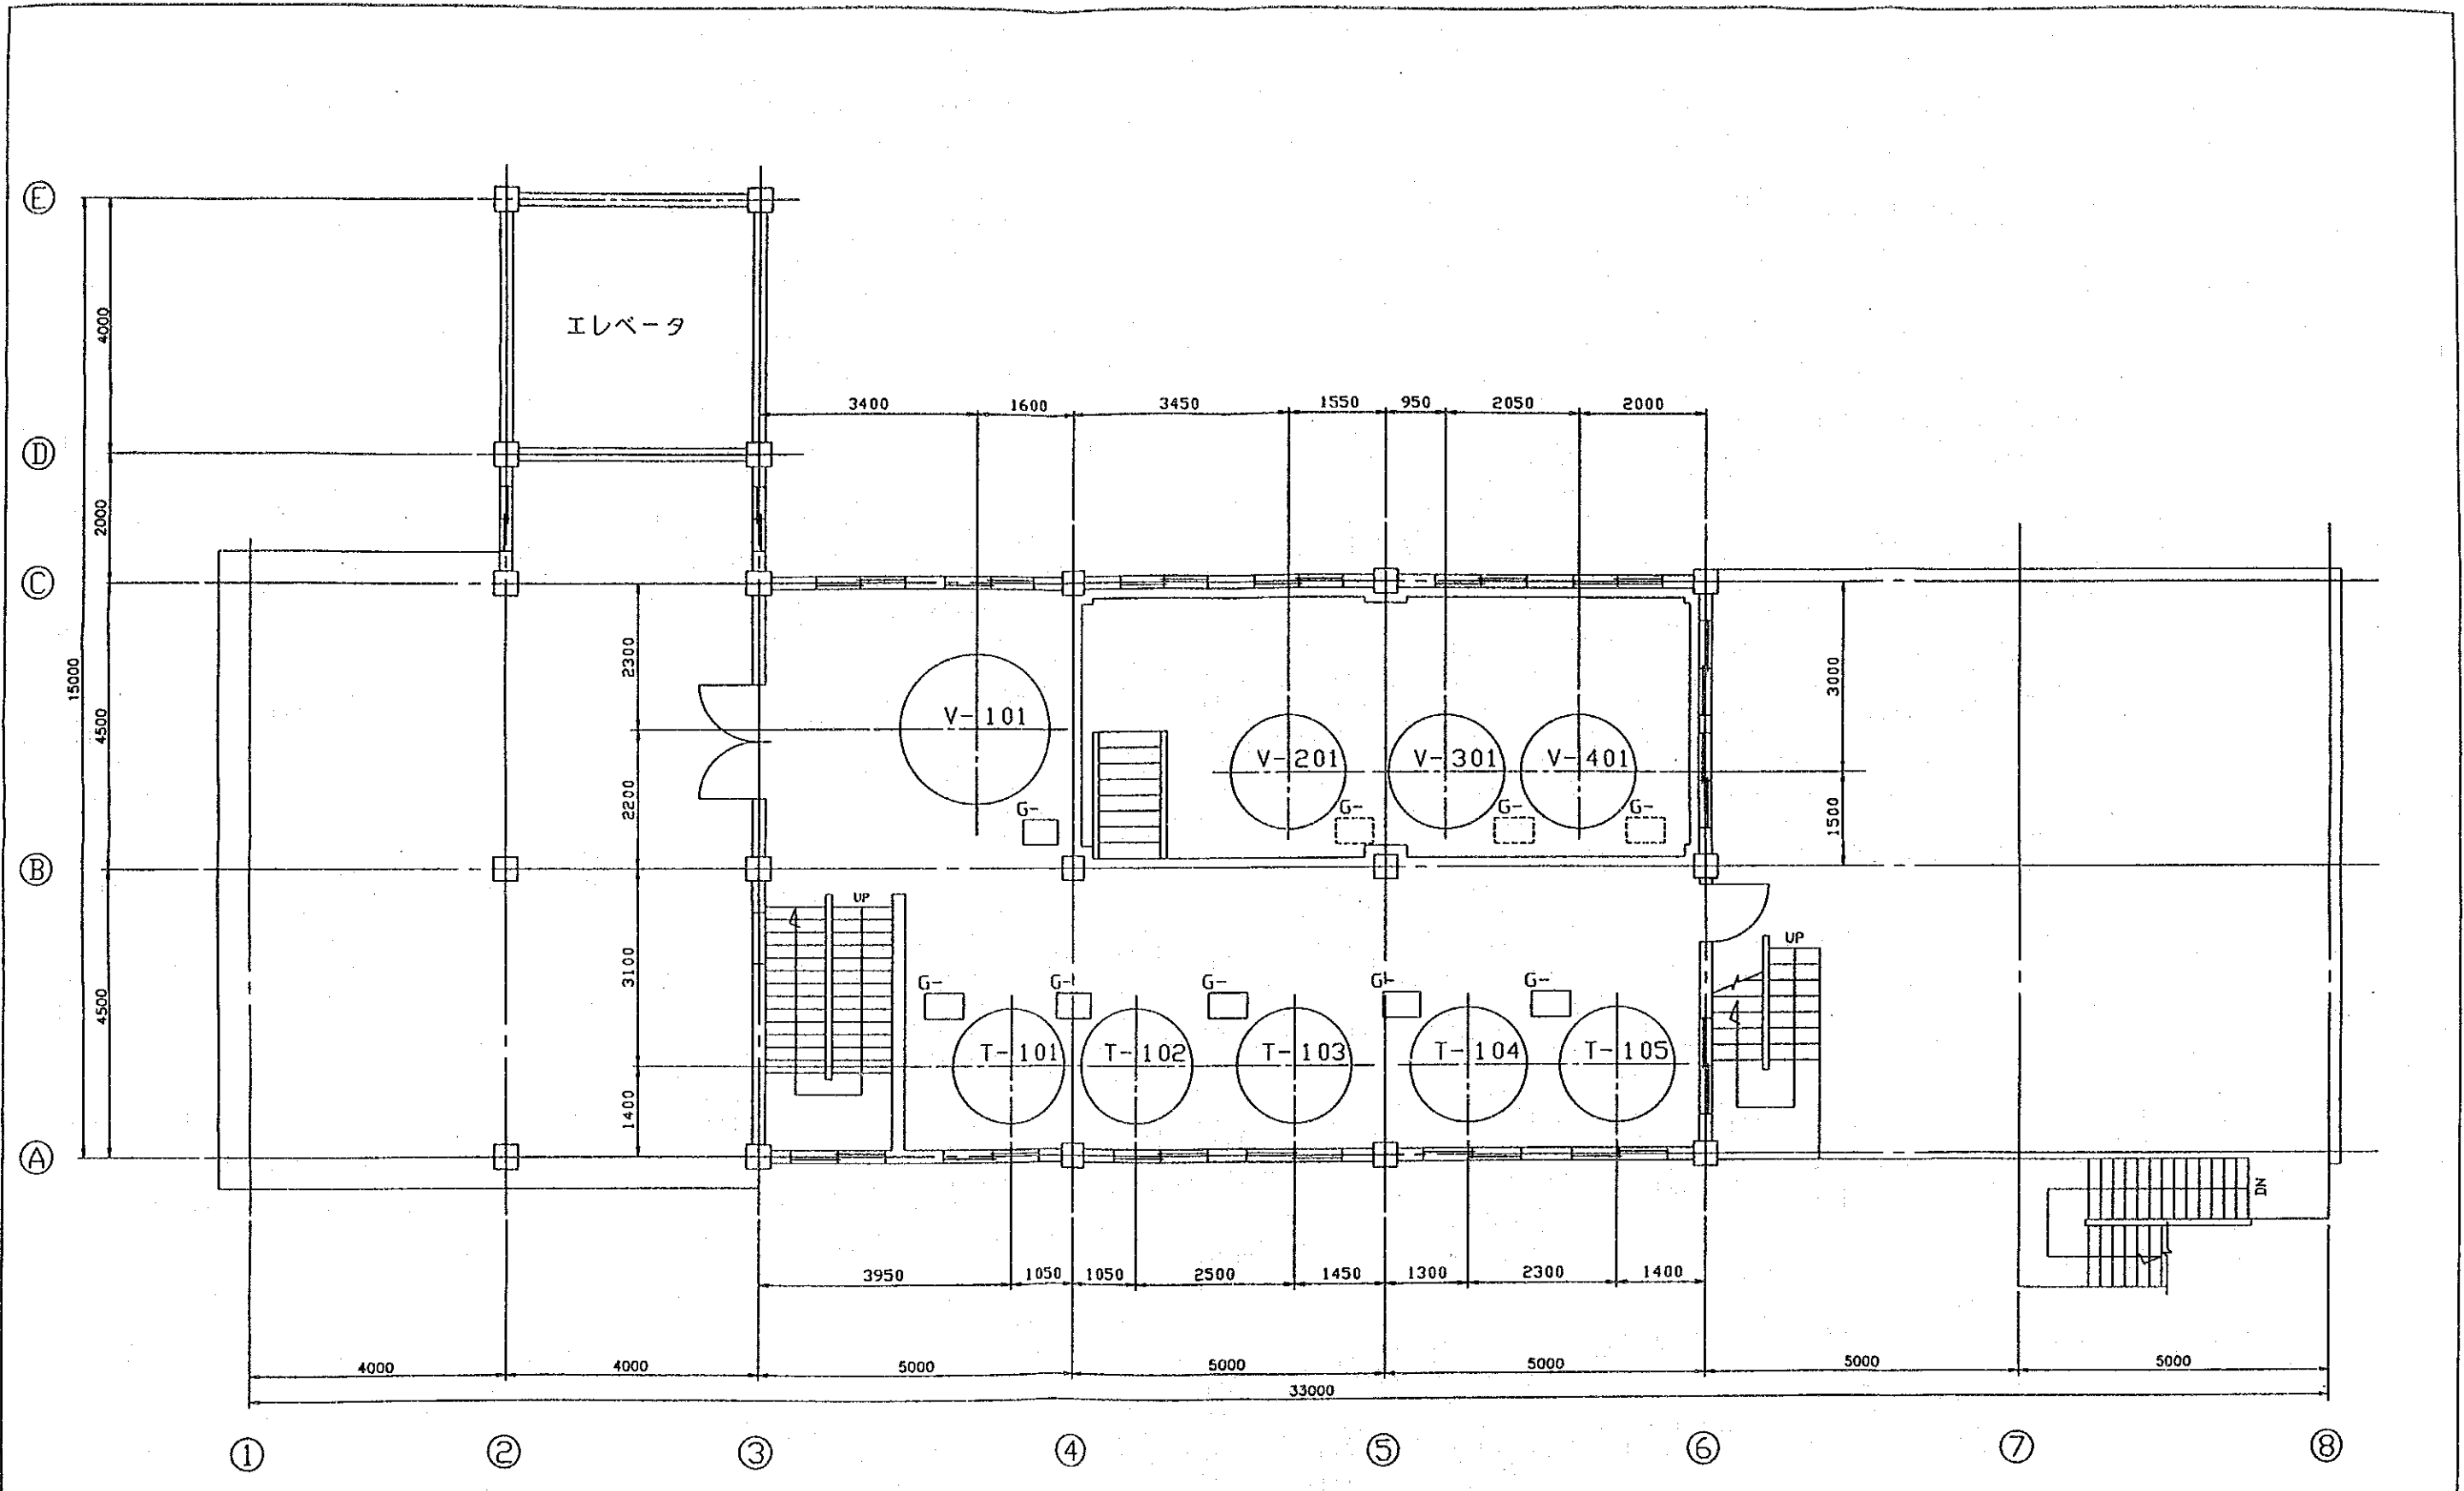 Ⓔ
4000
エレベータ
3400
1600
3450
1550
950
2050
2000
Ⓓ
2000
Ⓒ
15000
4500
2300
3000
V-101
V-201
V-301
V-401
2200
1500
G-
G-
G-
G-
Ⓑ
UP
UP
4500
3100
G-
G-
G-
G-
G-
T-101
T-102
T-103
T-104
T-105
1400
Ⓐ
DN
3950
1050
1050
2500
1450
1300
2300
1400
4000
4000
5000
5000
5000
5000
5000
33000
①
②
③
④
⑤
⑥
⑦
⑧